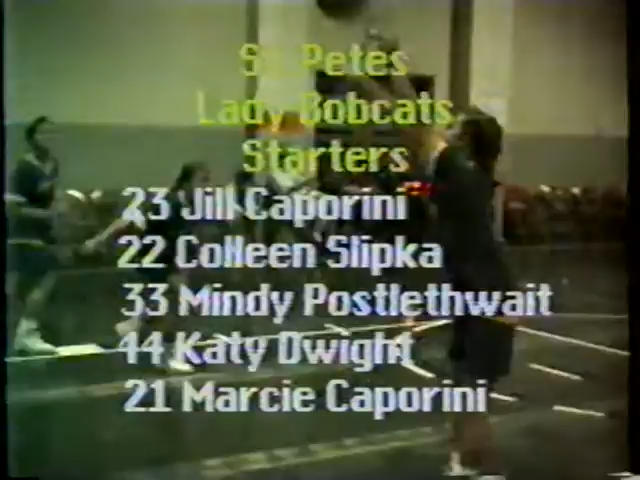 St. Petes
Lady Bobcats
Starters
23 Jill Caporini
22 Colleen Slipka
33 Mindy Postlethwait
44 Katy Dwight
21 Marcie Caporini